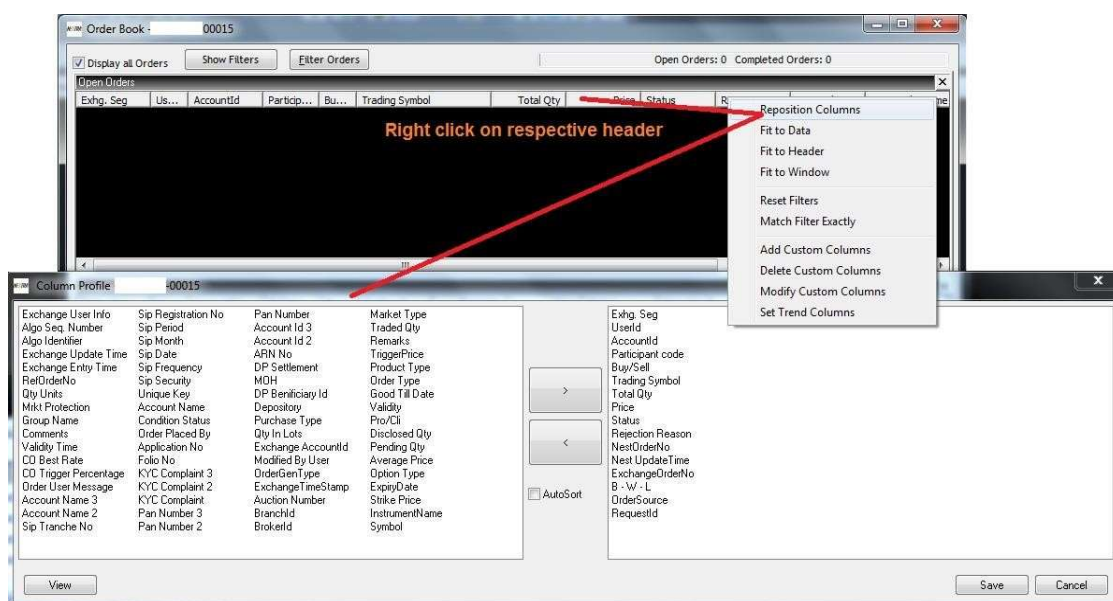 Order Book - 00015
Display all Orders Show Filters Filter Orders Open Orders: 0 Completed Orders: 0
Open Orders
Exhg. Seg Us... AccountId Particip... Bu... Trading Symbol Total Qty Price Status
Right click on respective header
Reposition Columns
Fit to Data
Fit to Header
Fit to Window
Reset Filters
Match Filter Exactly
Add Custom Columns
Delete Custom Columns
Modify Custom Columns
Set Trend Columns
Column Profile -00015
Exchange User Info Sip Registration No Pan Number Market Type
Algo Seq. Number Sip Period Account Id 3 Traded Qty
Algo Identifier Sip Month Account Id 2 Remarks
Exchange Update Time Sip Date ARN No TriggerPrice
Exchange Entry Time Sip Frequency DP Settlement Product Type
RefOrderNo Sip Security MOH Order Type
Qty Units Unique Key DP Benificiary Id Good Till Date
Mrkt Protection Account Name Depository Validity
Group Name Condition Status Purchase Type Pro/Cli
Comments Order Placed By Qty In Lots Disclosed Qty
Validity Time Application No Exchange AccountId Pending Qty
CO Best Rate Folio No Modified By User Average Price
CO Trigger Percentage KYC Complaint 3 OrderGenType Option Type
Order User Message KYC Complaint 2 ExchangeTimeStamp ExpiryDate
Account Name 3 KYC Complaint Auction Number Strike Price
Account Name 2 Pan Number 3 BranchId InstrumentName
Sip Tranche No Pan Number 2 BrokerId Symbol
>
<
AutoSort
Exhg. Seg
UserId
AccountId
Participant code
Buy/Sell
Trading Symbol
Total Qty
Price
Status
Rejection Reason
NestOrderNo
Nest UpdateTime
ExchangeOrderNo
B - W - L
OrderSource
RequestId
View Save Cancel